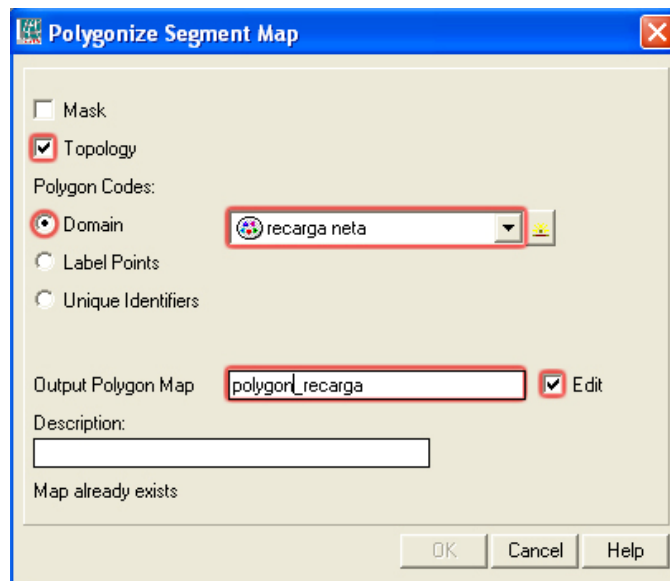 Polygonize Segment Map
Mask
Topology
Polygon Codes:
Domain recarga neta
Label Points
Unique Identifiers
Output Polygon Map polygon_recarga Edit
Description:
Map already exists
OK Cancel Help